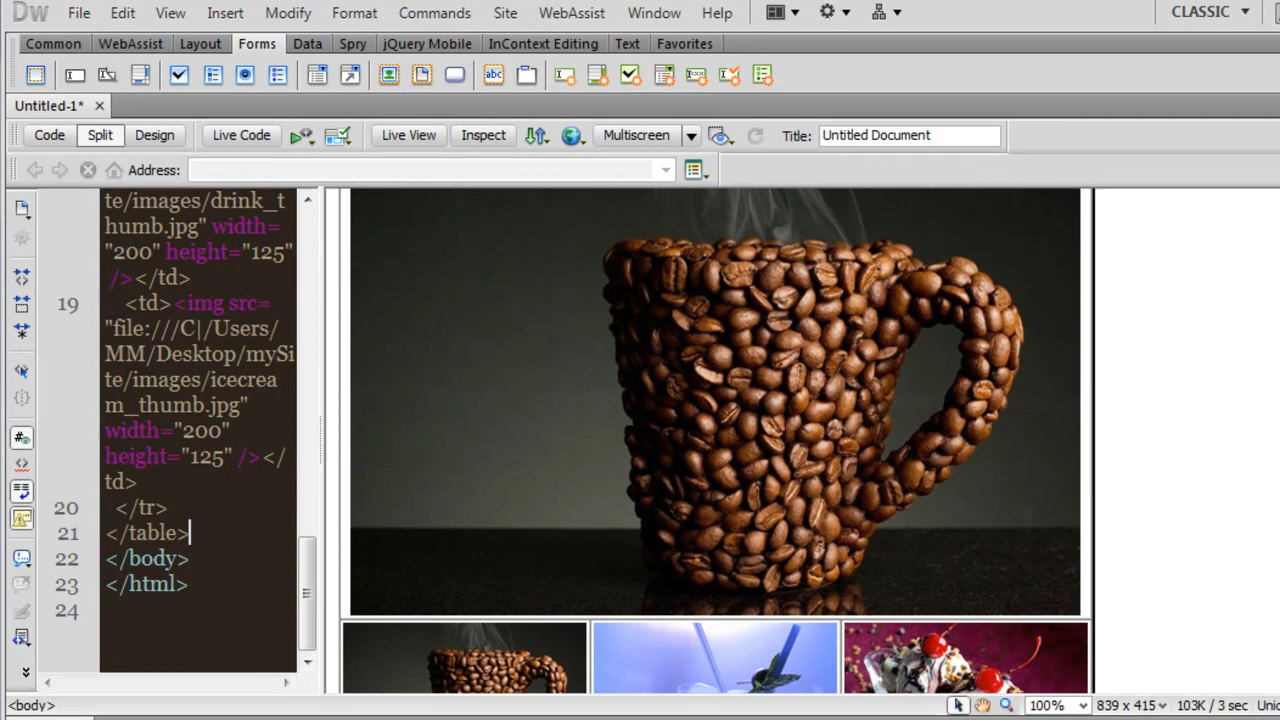 Dw File Edit View Insert Modify Format Commands Site WebAssist Window Help CLASSIC
Common WebAssist Layout Forms Data Spry jQuery Mobile InContext Editing Text Favorites
abc
Untitled-1*
Code Split Design Live Code Live View Inspect Multiscreen Title: Untitled Document
Address:
te/images/drink_t
humb.jpg" width=
"200" height="125"
/></td>
19 <td><img src=
"file:///C|/Users/
MM/Desktop/mySi
te/images/icecrea
m_thumb.jpg"
width="200"
height="125" /></
td>
20 </tr>
21 </table>
22 </body>
23 </html>
24
<body> 100% 839 x 415 103K / 3 sec